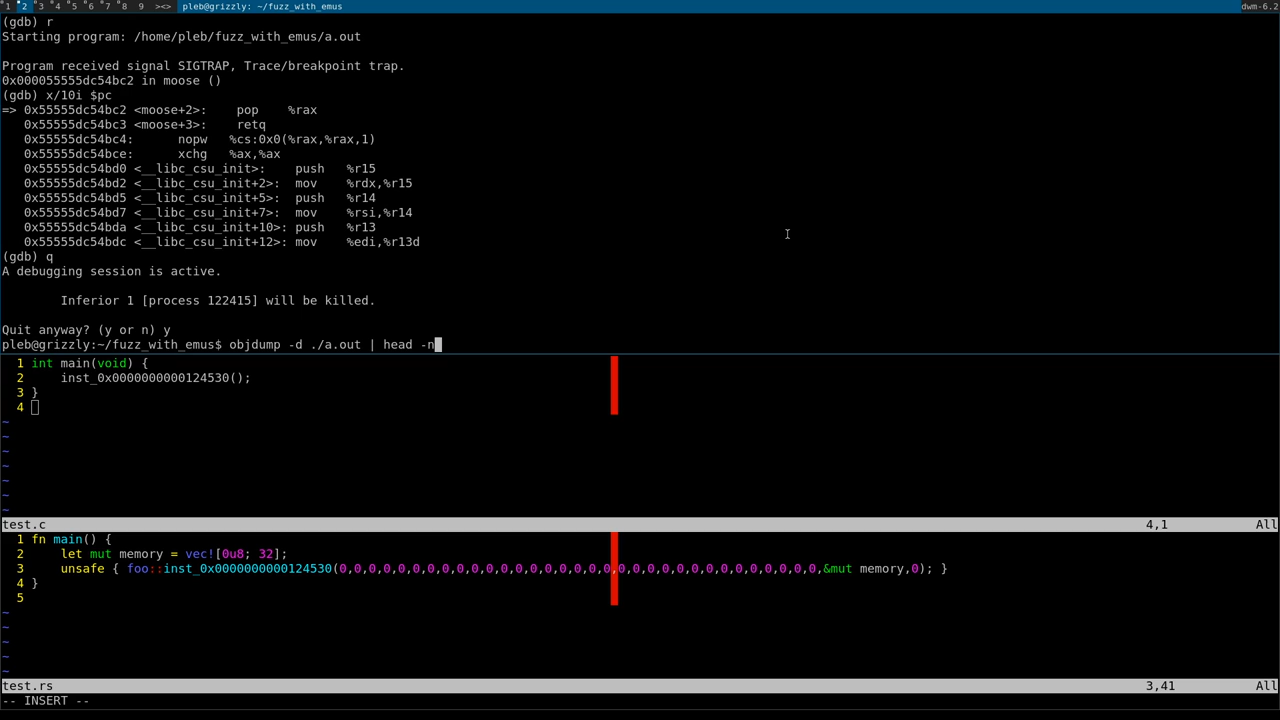 1 2 3 4 5 6 7 8 9 ><> pleb@grizzly: ~/fuzz_with_emus dwm-6.2
(gdb) r
Starting program: /home/pleb/fuzz_with_emus/a.out
Program received signal SIGTRAP, Trace/breakpoint trap.
0x000055555dc54bc2 in moose ()
(gdb) x/10i $pc
=> 0x55555dc54bc2 <moose+2>:    pop    %rax
   0x55555dc54bc3 <moose+3>:    retq
   0x55555dc54bc4:      nopw   %cs:0x0(%rax,%rax,1)
   0x55555dc54bce:      xchg   %ax,%ax
   0x55555dc54bd0 <__libc_csu_init>:    push   %r15
   0x55555dc54bd2 <__libc_csu_init+2>:  mov    %rdx,%r15
   0x55555dc54bd5 <__libc_csu_init+5>:  push   %r14
   0x55555dc54bd7 <__libc_csu_init+7>:  mov    %rsi,%r14
   0x55555dc54bda <__libc_csu_init+10>: push   %r13
   0x55555dc54bdc <__libc_csu_init+12>: mov    %edi,%r13d
(gdb) q
A debugging session is active.
        Inferior 1 [process 122415] will be killed.
Quit anyway? (y or n) y
pleb@grizzly:~/fuzz_with_emus$ objdump -d ./a.out | head -n
  1 int main(void) {
  2     inst_0x0000000000124530();
  3 }
  4
~
~
~
~
~
~
~
test.c 4,1 All
  1 fn main() {
  2     let mut memory = vec![0u8; 32];
  3     unsafe { foo::inst_0x0000000000124530(0,0,0,0,0,0,0,0,0,0,0,0,0,0,0,0,0,0,0,0,0,0,0,0,0,0,0,0,0,0,0,0,0,&mut memory,0); }
  4 }
  5
~
~
~
~
~
test.rs 3,41 All
-- INSERT --